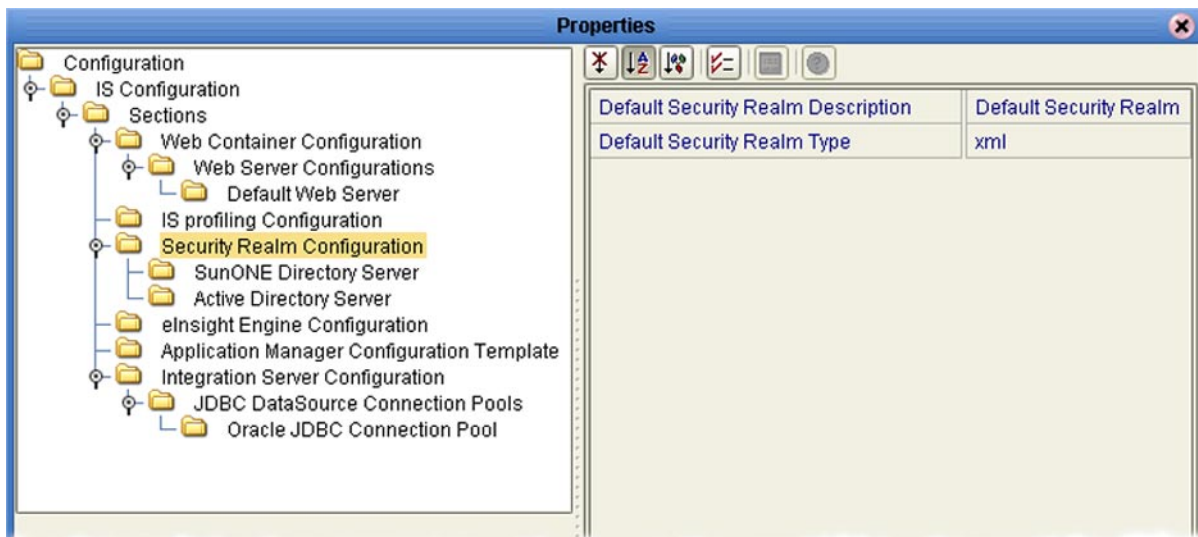 Properties
Configuration
IS Configuration
Sections
Web Container Configuration
Web Server Configurations
Default Web Server
IS profiling Configuration
Security Realm Configuration
SunONE Directory Server
Active Directory Server
eInsight Engine Configuration
Application Manager Configuration Template
Integration Server Configuration
JDBC DataSource Connection Pools
Oracle JDBC Connection Pool
Default Security Realm Description Default Security Realm
Default Security Realm Type xml